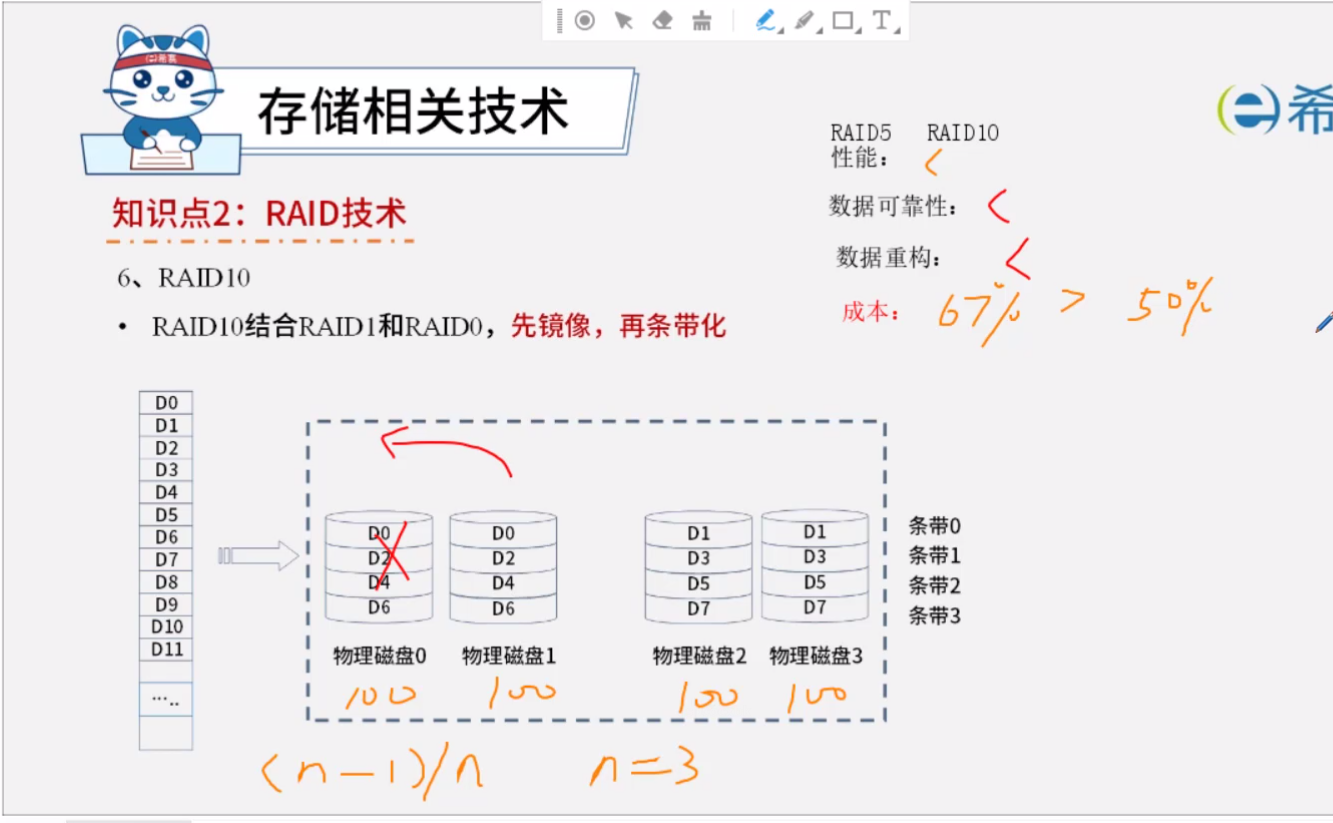 存储相关技术
希
RAID5 RAID10
性能： <
数据可靠性： <
数据重构： <
成本： 67% > 50%
知识点2：RAID技术
6、RAID10
• RAID10结合RAID1和RAID0，先镜像，再条带化
D0
D1
D2
D3
D4
D5
D6
D7
D8
D9
D10
D11
.....
D0 D0 D1 D1 条带0
D2 D2 D3 D3 条带1
D4 D4 D5 D5 条带2
D6 D6 D7 D7 条带3
物理磁盘0 物理磁盘1 物理磁盘2 物理磁盘3
100 100 100 100
(n-1)/n n=3